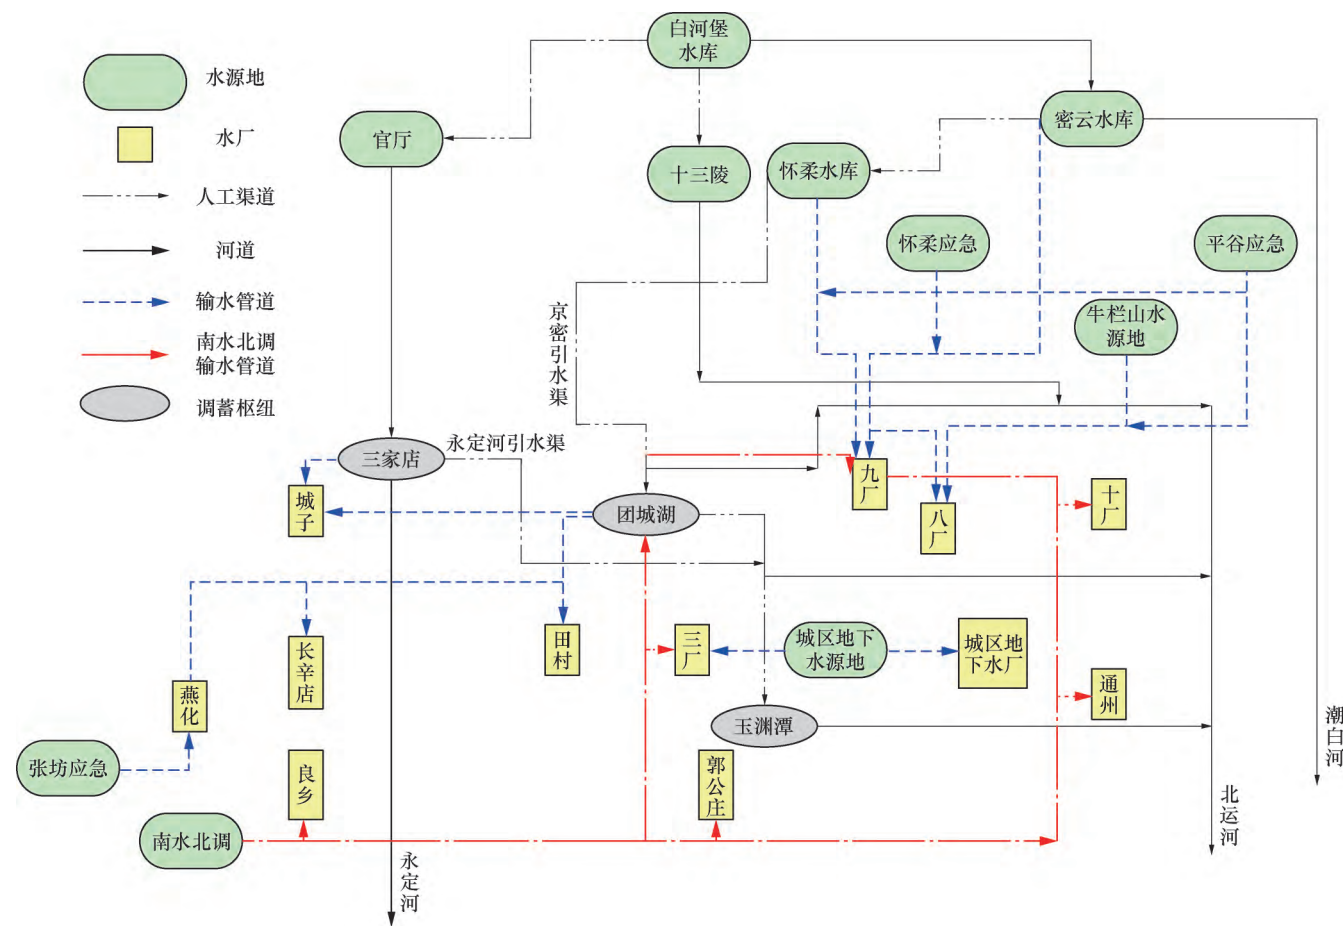 水源地
水厂
人工渠道
河道
输水管道
南水北调
输水管道
调蓄枢纽
白河堡
水库
官厅
十三陵
怀柔水库
密云水库
怀柔应急
平谷应急
牛栏山水
源地
京密引水渠
三家店
永定河引水渠
城子
团城湖
九厂
八厂
十厂
田村
三厂
城区地下
水源地
城区地
下水厂
长辛店
燕化
通州
玉渊潭
张坊应急
良乡
郭公庄
南水北调
永定河
北运河
潮白河